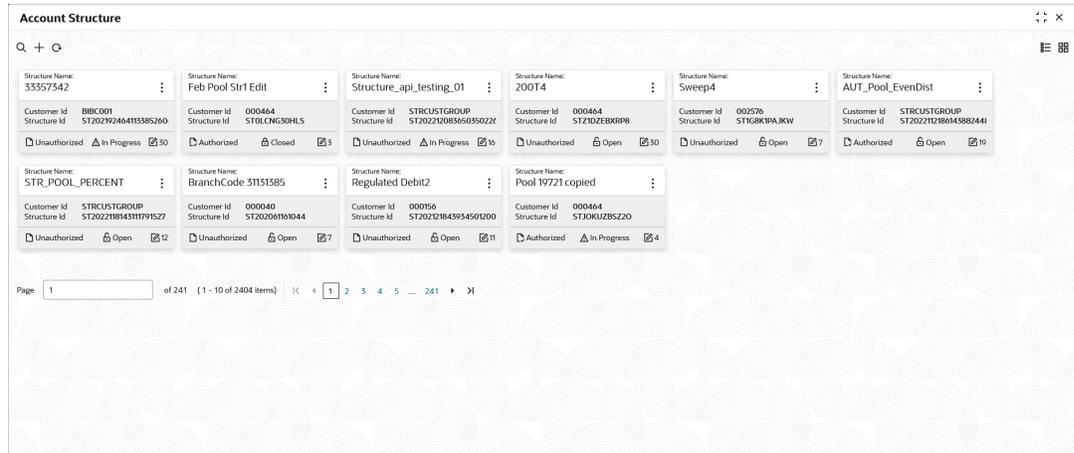 Account Structure
Structure Name: Structure Name: Structure Name: Structure Name: Structure Name: Structure Name:
33357342 Feb Pool Str1 Edit Structure_api_testing_01 200T4 Sweep4 AUT_Pool_EvenDist
Customer Id BIBC001 Customer Id 000464 Customer Id STRCUSTGROUP Customer Id 000464 Customer Id 002576 Customer Id STRCUSTGROUP
Structure Id Structure Id ST0LCNG30HLS Structure Id Structure Id ST21DZEBXRP8 Structure Id ST1G8K1PAJKW Structure Id
Unauthorized In Progress 30 Authorized Closed 3 Unauthorized In Progress 16 Unauthorized Open 30 Unauthorized Open 7 Authorized Open 19
Structure Name: Structure Name: Structure Name: Structure Name:
STR_POOL_PERCENT BranchCode 31131385 Regulated Debit2 Pool 19721 copied
Customer Id STRCUSTGROUP Customer Id 000040 Customer Id 000156 Customer Id 000464
Structure Id ST2022118143111791527 Structure Id ST202061161044 Structure Id ST202121843934501200 Structure Id STJOKUZBSZ2O
Unauthorized Open 12 Unauthorized Open 7 Unauthorized Open 11 Authorized In Progress 4
Page 1 of 241 (1 - 10 of 2404 items) 1 2 3 4 5 .... 241